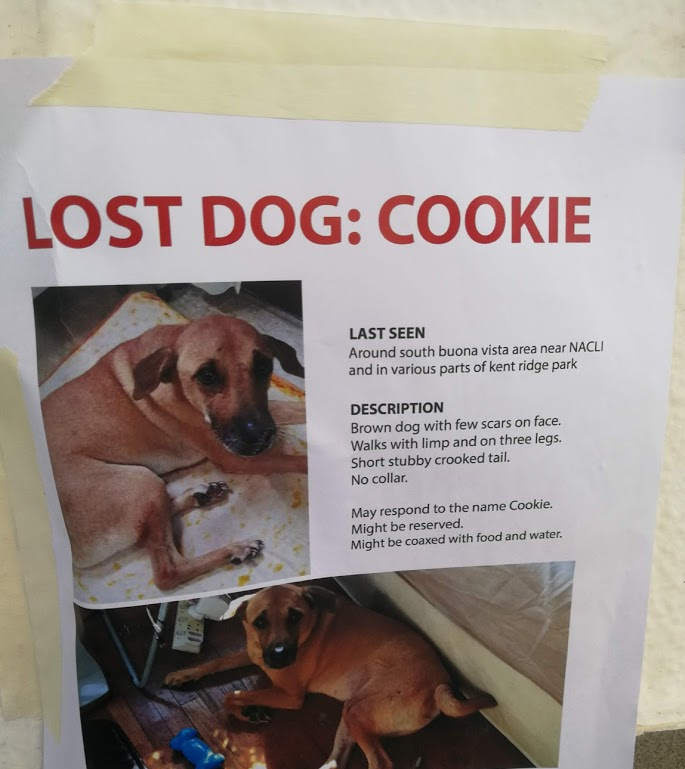 LOST DOG: COOKIE
LAST SEEN
Around south buona vista area near NACLI
and in various parts of kent ridge park
DESCRIPTION
Brown dog with few scars on face.
Walks with limp and on three legs.
Short stubby crooked tail.
No collar.
May respond to the name Cookie.
Might be reserved.
Might be coaxed with food and water.